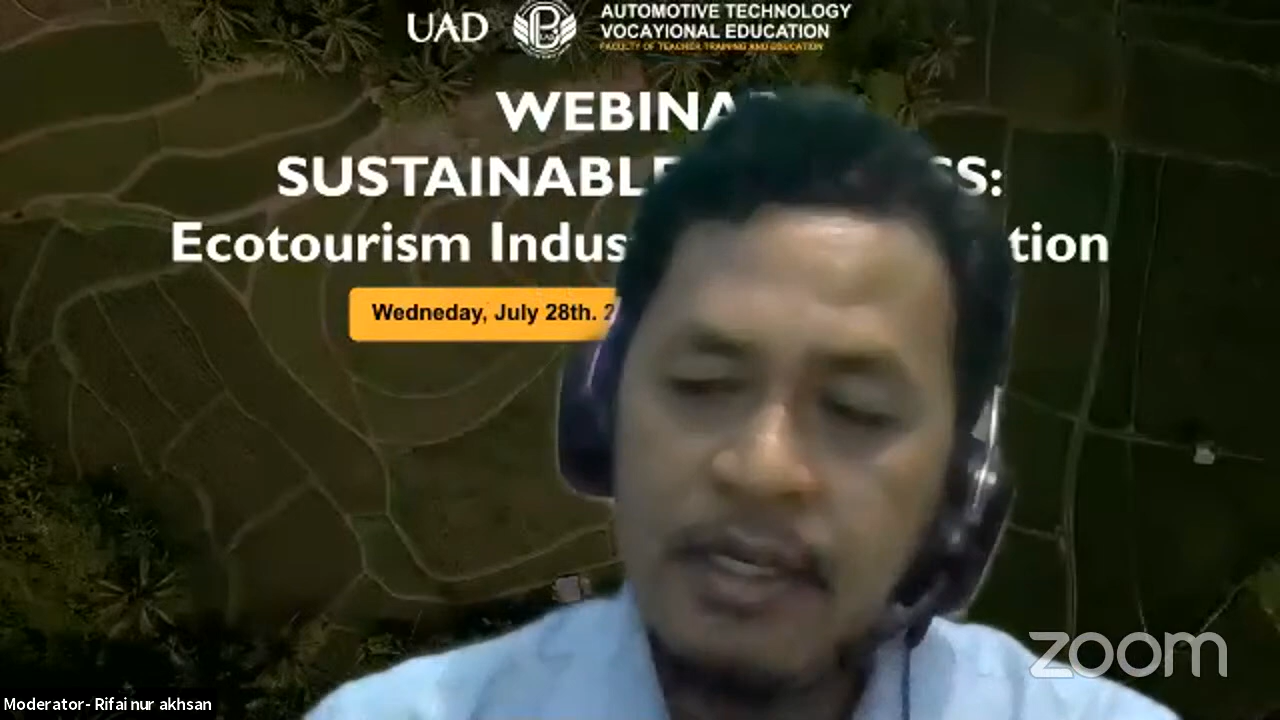 UAD
AUTOMOTIVE TECHNOLOGY
VOCAYIONAL EDUCATION
FACULTY OF TEACHER TRAINING AND EDUCATION
WEBINA
SUSTAINABLE S:
Ecotourism Indus tion
Wedneday, July 28th. 2
zoom
Moderator- Rifai nur akhsan